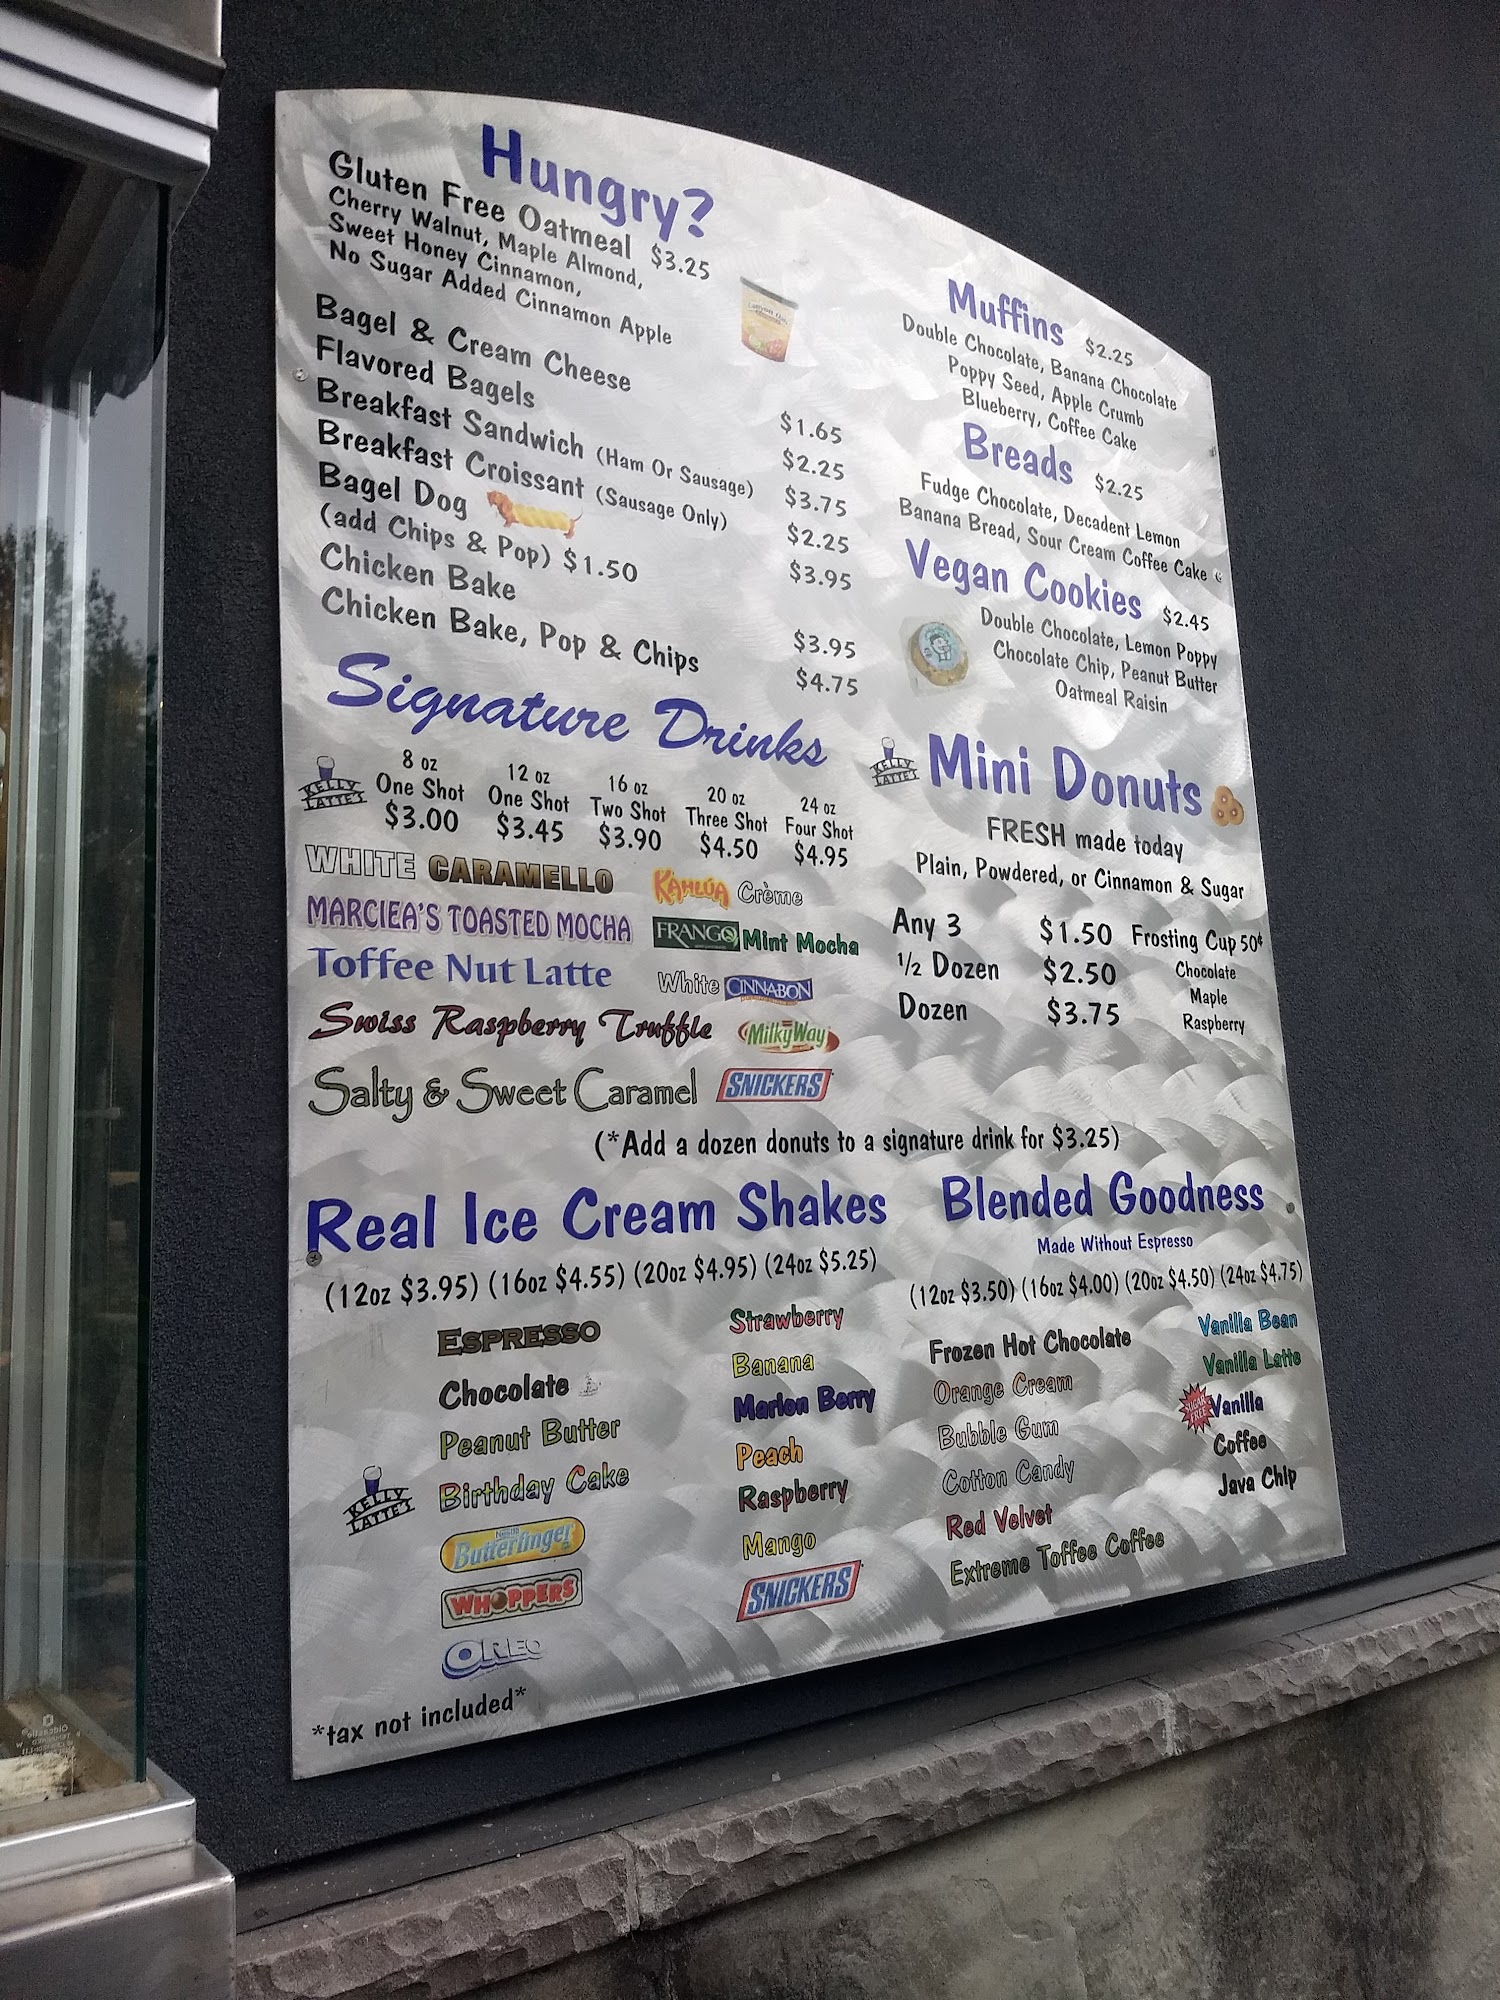 Hungry?
Gluten Free Oatmeal $3.25
Cherry Walnut, Maple Almond,
Sweet Honey Cinnamon,
No Sugar Added Cinnamon Apple
Bagel & Cream Cheese $1.65
Flavored Bagels $2.25
Breakfast Sandwich (Ham Or Sausage) $3.75
Breakfast Croissant (Sausage Only) $2.25
Bagel Dog $3.95
(add Chips & Pop) $1.50
Chicken Bake $3.95
Chicken Bake, Pop & Chips $4.75
Muffins $2.25
Double Chocolate, Banana Chocolate
Poppy Seed, Apple Crumb
Blueberry, Coffee Cake
Breads $2.25
Fudge Chocolate, Decadent Lemon
Banana Bread, Sour Cream Coffee Cake
Vegan Cookies $2.45
Double Chocolate, Lemon Poppy
Chocolate Chip, Peanut Butter
Oatmeal Raisin
Signature Drinks
KELLY
LATTE'S
8 oz 12 oz 16 oz 20 oz 24 oz
One Shot One Shot Two Shot Three Shot Four Shot
$3.00 $3.45 $3.90 $4.50 $4.95
WHITE CARAMELLO
KAHLÚA Crème
MARCIEA'S TOASTED MOCHA
FRANGO Mint Mocha
Toffee Nut Latte
White CINNABON
Swiss Raspberry Truffle
MilkyWay
Salty & Sweet Caramel
SNICKERS
KELLY
LATTE'S
Mini Donuts
FRESH made today
Plain, Powdered, or Cinnamon & Sugar
Any 3 $1.50
1/2 Dozen $2.50
Dozen $3.75
Frosting Cup 50¢
Chocolate
Maple
Raspberry
(*Add a dozen donuts to a signature drink for $3.25)
Real Ice Cream Shakes
(12oz $3.95) (16oz $4.55) (20oz $4.95) (24oz $5.25)
KELLY
LATTE'S
ESPRESSO
Chocolate
Peanut Butter
Birthday Cake
Nestlé
Butterfinger
WHOPPERS
OREO
Strawberry
Banana
Marion Berry
Peach
Raspberry
Mango
SNICKERS
Blended Goodness
Made Without Espresso
(12oz $3.50) (16oz $4.00) (20oz $4.50) (24oz $4.75)
Frozen Hot Chocolate
Orange Cream
Bubble Gum
Cotton Candy
Red Velvet
Extreme Toffee Coffee
Vanilla Bean
Vanilla Latte
SUGAR
FREE
Vanilla
Coffee
Java Chip
*tax not included*